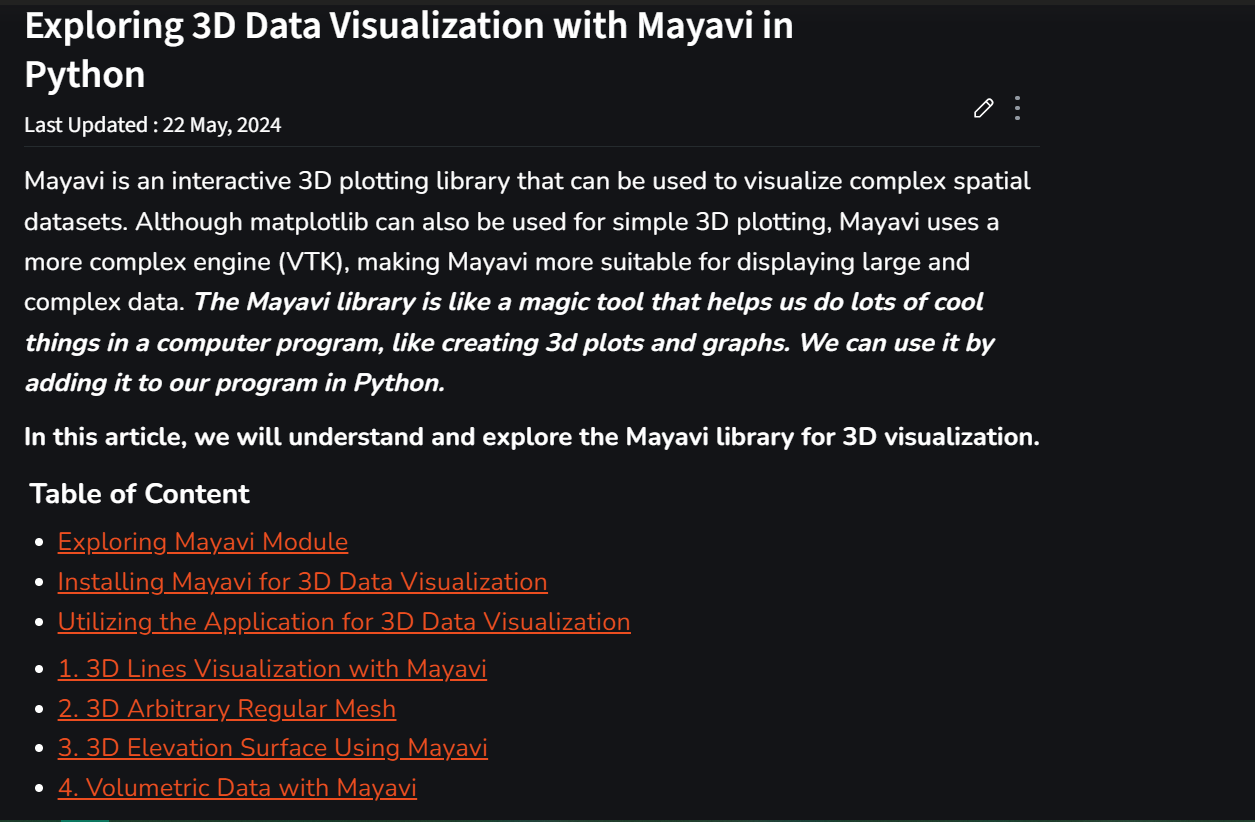 Exploring 3D Data Visualization with Mayavi in
Python
Last Updated : 22 May, 2024
Mayavi is an interactive 3D plotting library that can be used to visualize complex spatial
datasets. Although matplotlib can also be used for simple 3D plotting, Mayavi uses a
more complex engine (VTK), making Mayavi more suitable for displaying large and
complex data. The Mayavi library is like a magic tool that helps us do lots of cool
things in a computer program, like creating 3d plots and graphs. We can use it by
adding it to our program in Python.
In this article, we will understand and explore the Mayavi library for 3D visualization.
Table of Content
• Exploring Mayavi Module
• Installing Mayavi for 3D Data Visualization
• Utilizing the Application for 3D Data Visualization
• 1. 3D Lines Visualization with Mayavi
• 2. 3D Arbitrary Regular Mesh
• 3. 3D Elevation Surface Using Mayavi
• 4. Volumetric Data with Mayavi